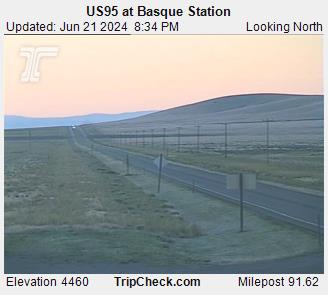 US95 at Basque Station
Updated: Jun 21 2024 8:34 PM Looking North
Elevation 4460 TripCheck.com Milepost 91.62